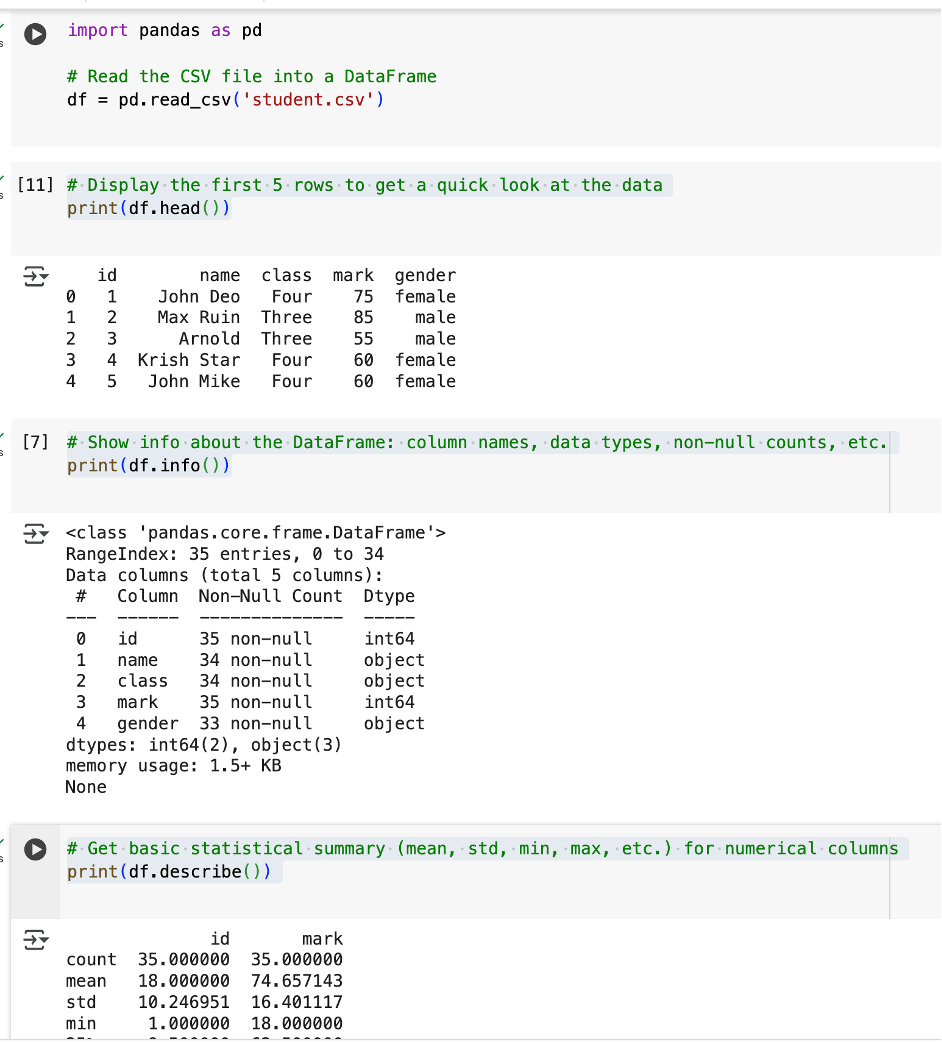 import pandas as pd
# Read the CSV file into a DataFrame
df = pd.read_csv('student.csv')
[11] # Display the first 5 rows to get a quick look at the data
print(df.head())
id name class mark gender
0 1 John Deo Four 75 female
1 2 Max Ruin Three 85 male
2 3 Arnold Three 55 male
3 4 Krish Star Four 60 female
4 5 John Mike Four 60 female
[7] # Show info about the DataFrame: column names, data types, non-null counts, etc.
print(df.info())
<class 'pandas.core.frame.DataFrame'>
RangeIndex: 35 entries, 0 to 34
Data columns (total 5 columns):
# Column Non-Null Count Dtype
--- ------ -------------- -----
0 id 35 non-null int64
1 name 34 non-null object
2 class 34 non-null object
3 mark 35 non-null int64
4 gender 33 non-null object
dtypes: int64(2), object(3)
memory usage: 1.5+ KB
None
# Get basic statistical summary (mean, std, min, max, etc.) for numerical columns
print(df.describe())
id mark
count 35.000000 35.000000
mean 18.000000 74.657143
std 10.246951 16.401117
min 1.000000 18.000000